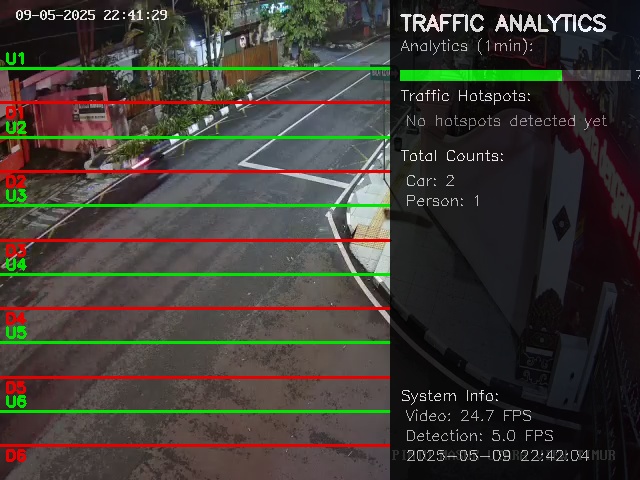 09-05-2025 22:41:29
TRAFFIC ANALYTICS
Analytics (1min):
7
Traffic Hotspots:
No hotspots detected yet
Total Counts:
Car: 2
Person: 1
U1
D1
U2
D2
U3
D3
U4
D4
U5
D5
U6
D6
System Info:
Video: 24.7 FPS
Detection: 5.0 FPS
2025-05-09 22:42:04